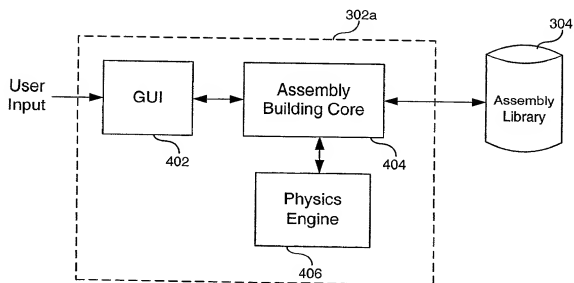 302a
304
User
Input
GUI
Assembly
Building Core
Assembly
Library
402
404
Physics
Engine
406